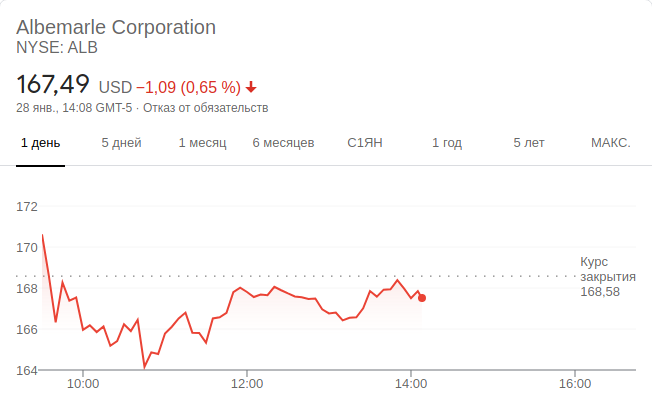 Albemarle Corporation
NYSE: ALB
167,49 USD −1,09 (0,65 %)
28 янв., 14:08 GMT-5 · Отказ от обязательств
1 день 5 дней 1 месяц 6 месяцев С1ЯН 1 год 5 лет МАКС.
172
170
168
166
164
Курс
закрытия
168,58
10:00 12:00 14:00 16:00